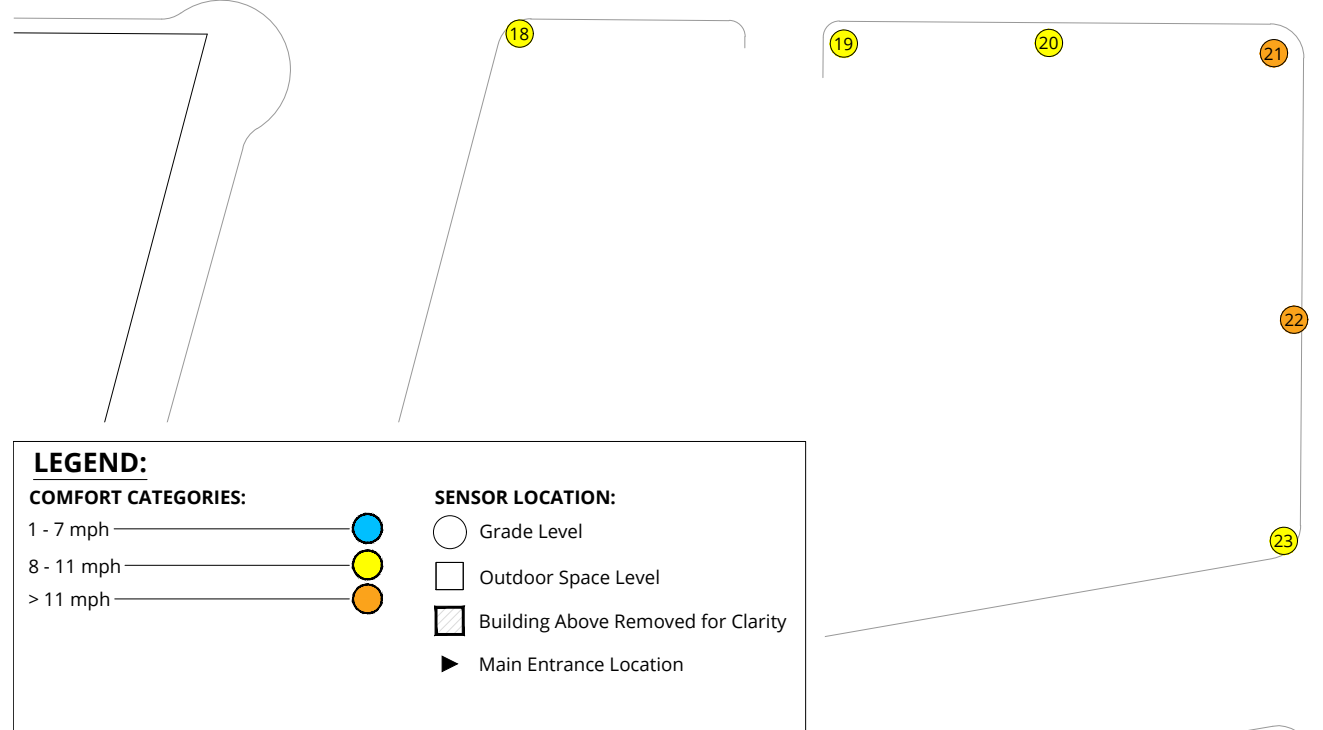 18
19
20
21
22
23
LEGEND:
COMFORT CATEGORIES:
1 - 7 mph
8 - 11 mph
> 11 mph
SENSOR LOCATION:
Grade Level
Outdoor Space Level
Building Above Removed for Clarity
Main Entrance Location